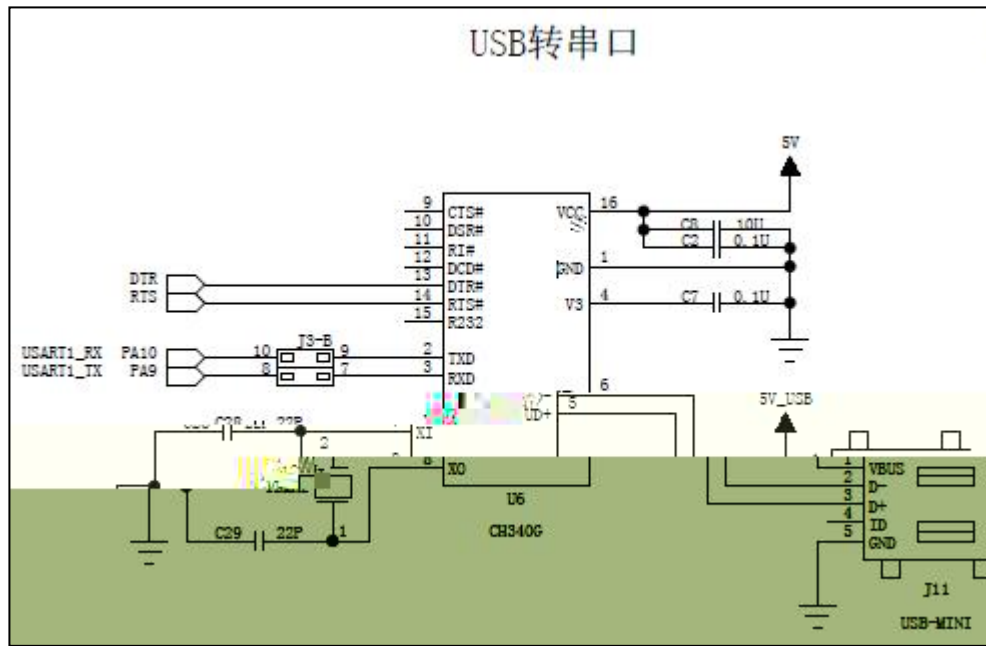 USB转串口
5V
9 CTS#
10 DSR#
11 RI#
12 DCD#
DTR 13 DTR#
RTS 14 RTS#
15 R232
VCC 16
C8 10U
C2 0.1U
GND 1
V3 4 C7 0.1U
J3-B
USART1_RX PA10 10 9 2 TXD
USART1_TX PA9 8 7 3 RXD
6
UD+ 5
5V_USB
C28 22P
XI
2
8 XO
1 VBUS
2 D-
3 D+
4 ID
5 GND
U6
CH340G
C29 22P 1
J11
USB-MINI